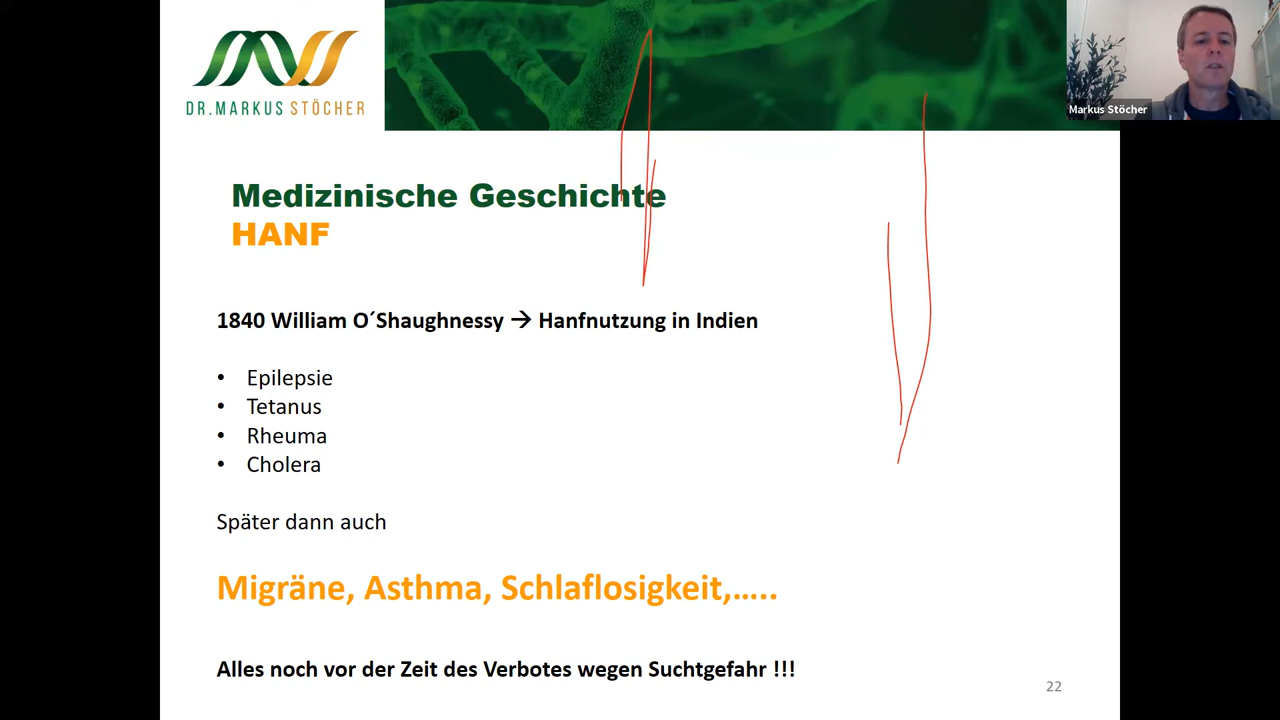 DR.MARKUS STÖCHER
Markus Stöcher
Medizinische Geschichte
HANF
1840 William O´Shaughnessy → Hanfnutzung in Indien
• Epilepsie
• Tetanus
• Rheuma
• Cholera
Später dann auch
Migräne, Asthma, Schlaflosigkeit,…..
Alles noch vor der Zeit des Verbotes wegen Suchtgefahr !!!
22